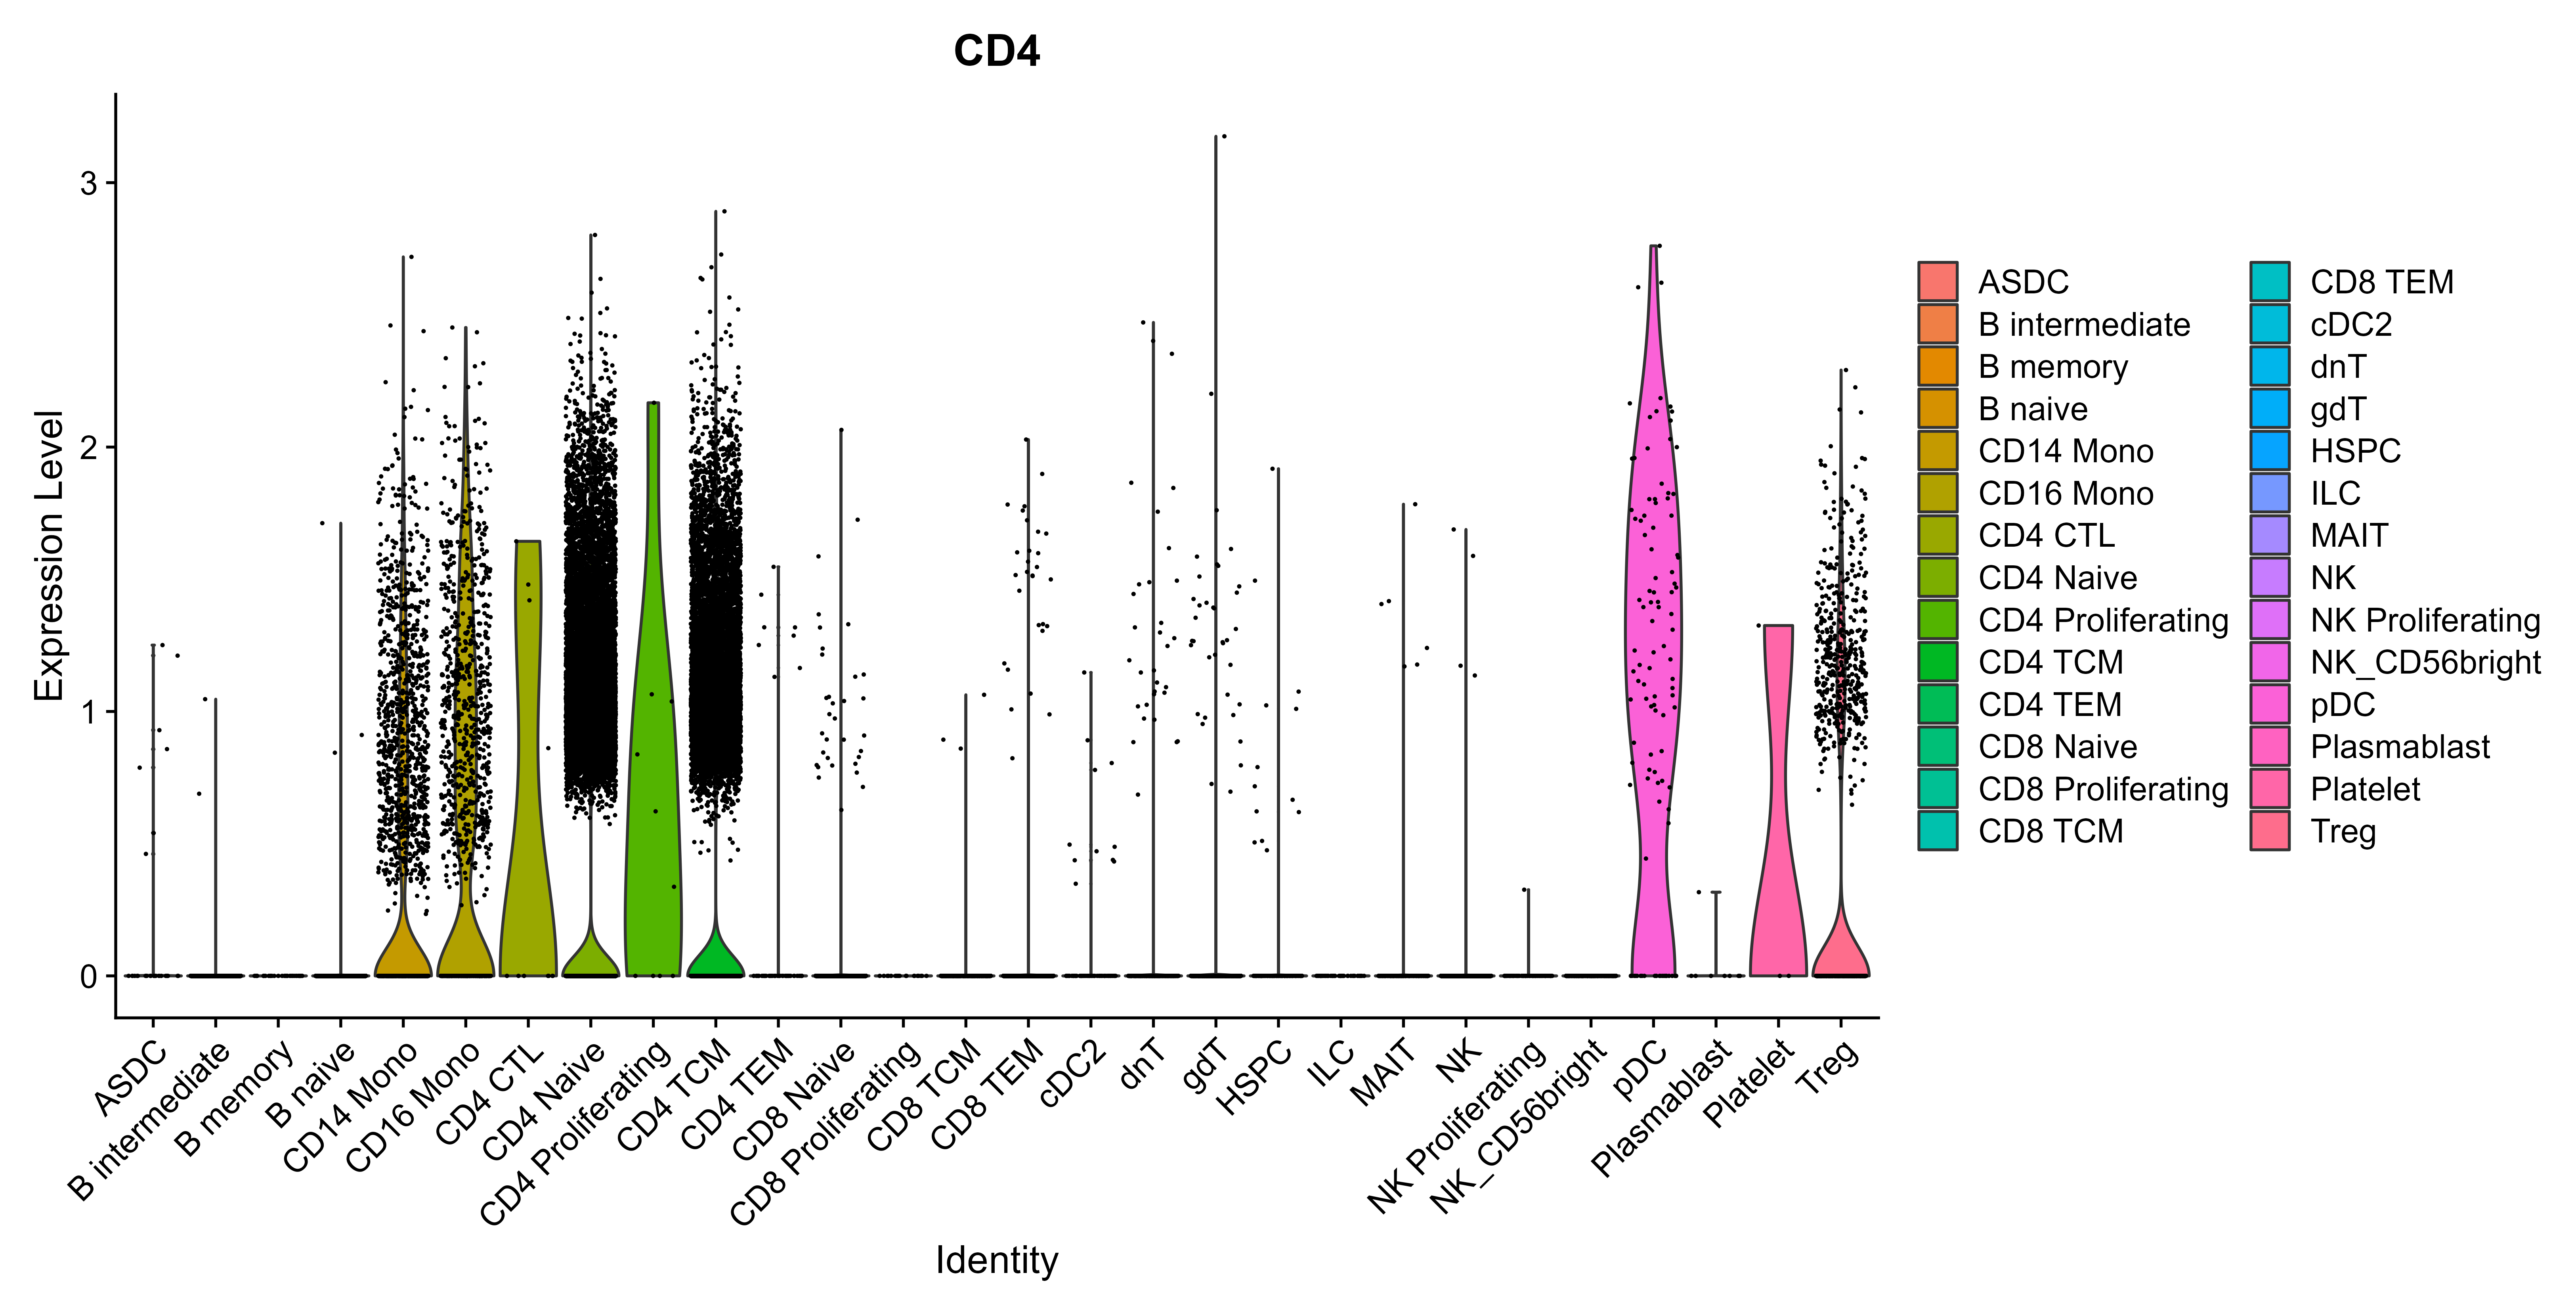 CD4
Expression Level
3
2
1
0
ASDC
B intermediate
B memory
B naive
CD14 Mono
CD16 Mono
CD4 CTL
CD4 Naive
CD4 Proliferating
CD4 TCM
CD4 TEM
CD8 Naive
CD8 Proliferating
CD8 TCM
CD8 TEM
cDC2
dnT
gdT
HSPC
ILC
MAIT
NK
NK Proliferating
NK_CD56bright
pDC
Plasmablast
Platelet
Treg
Identity
ASDC
B intermediate
B memory
B naive
CD14 Mono
CD16 Mono
CD4 CTL
CD4 Naive
CD4 Proliferating
CD4 TCM
CD4 TEM
CD8 Naive
CD8 Proliferating
CD8 TCM
CD8 TEM
cDC2
dnT
gdT
HSPC
ILC
MAIT
NK
NK Proliferating
NK_CD56bright
pDC
Plasmablast
Platelet
Treg